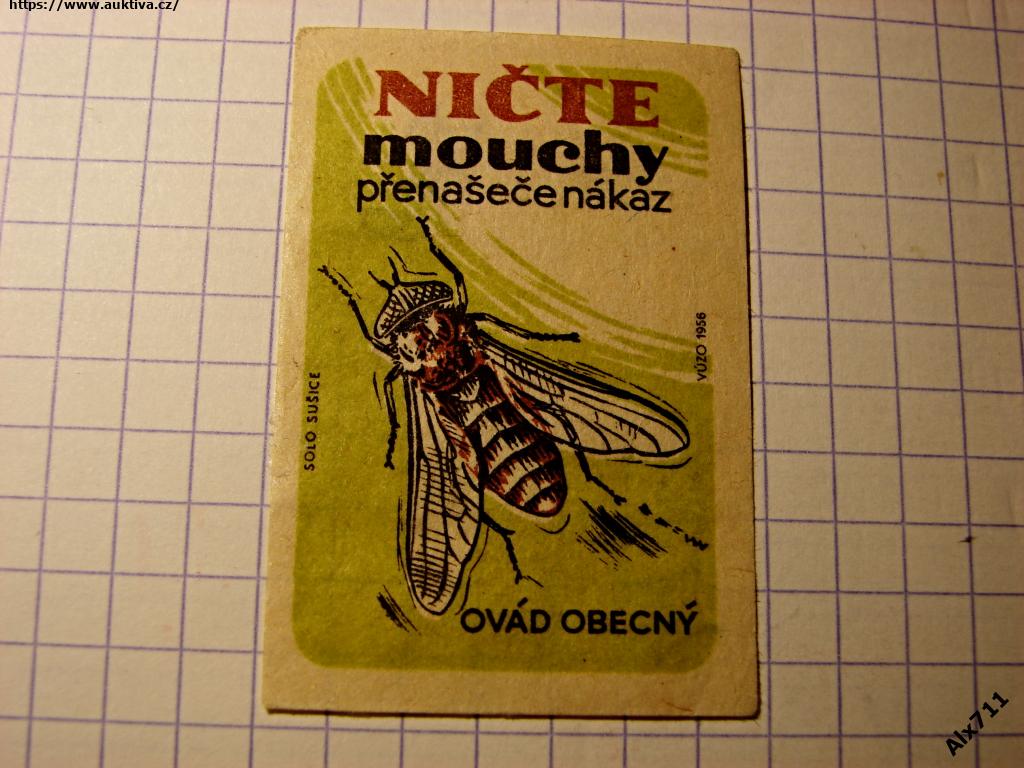 https://www.auktiva.cz/
NIČTE
mouchy
přenašeče nákaz
VÚZO 1956
SOLO SUŠICE
OVÁD OBECNÝ
Alx711